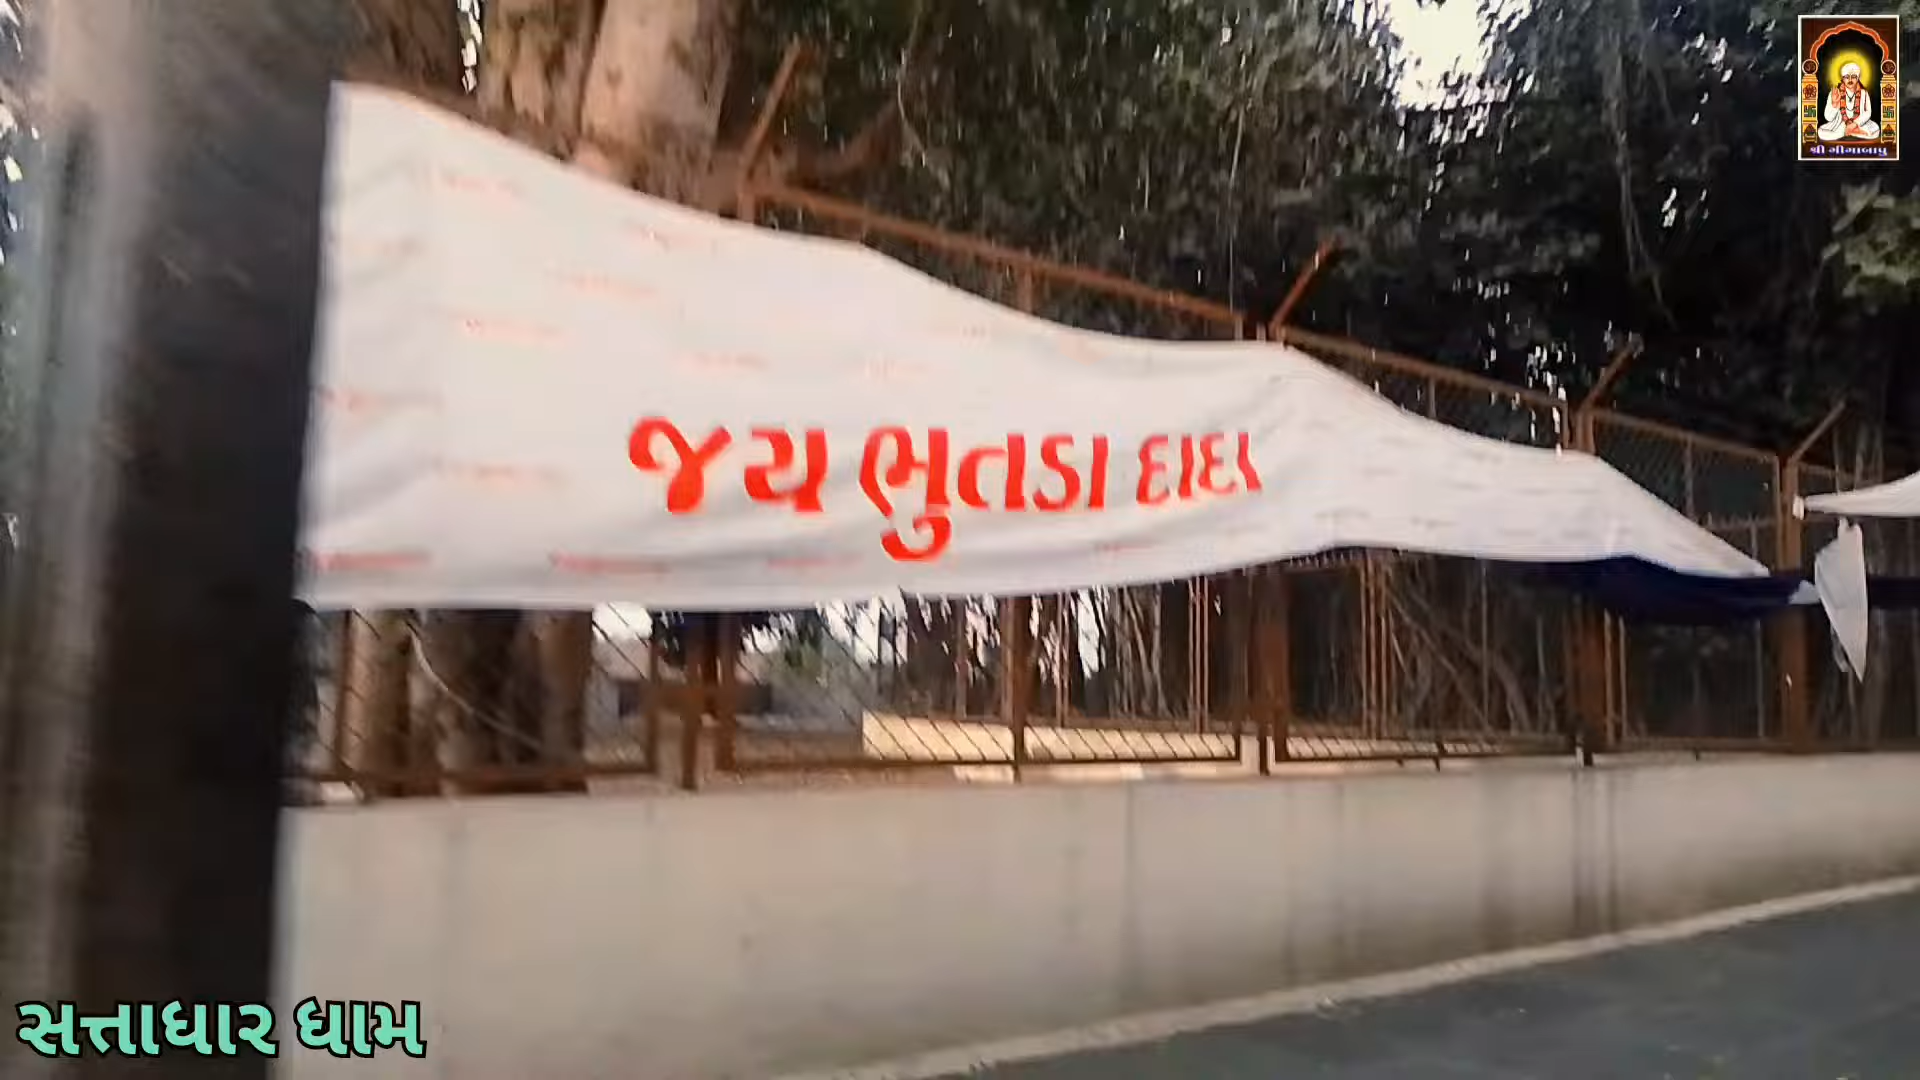 શ્રી ગીગાબાપુ
જય ભુતડા દાદા
સત્તાધાર ધામ